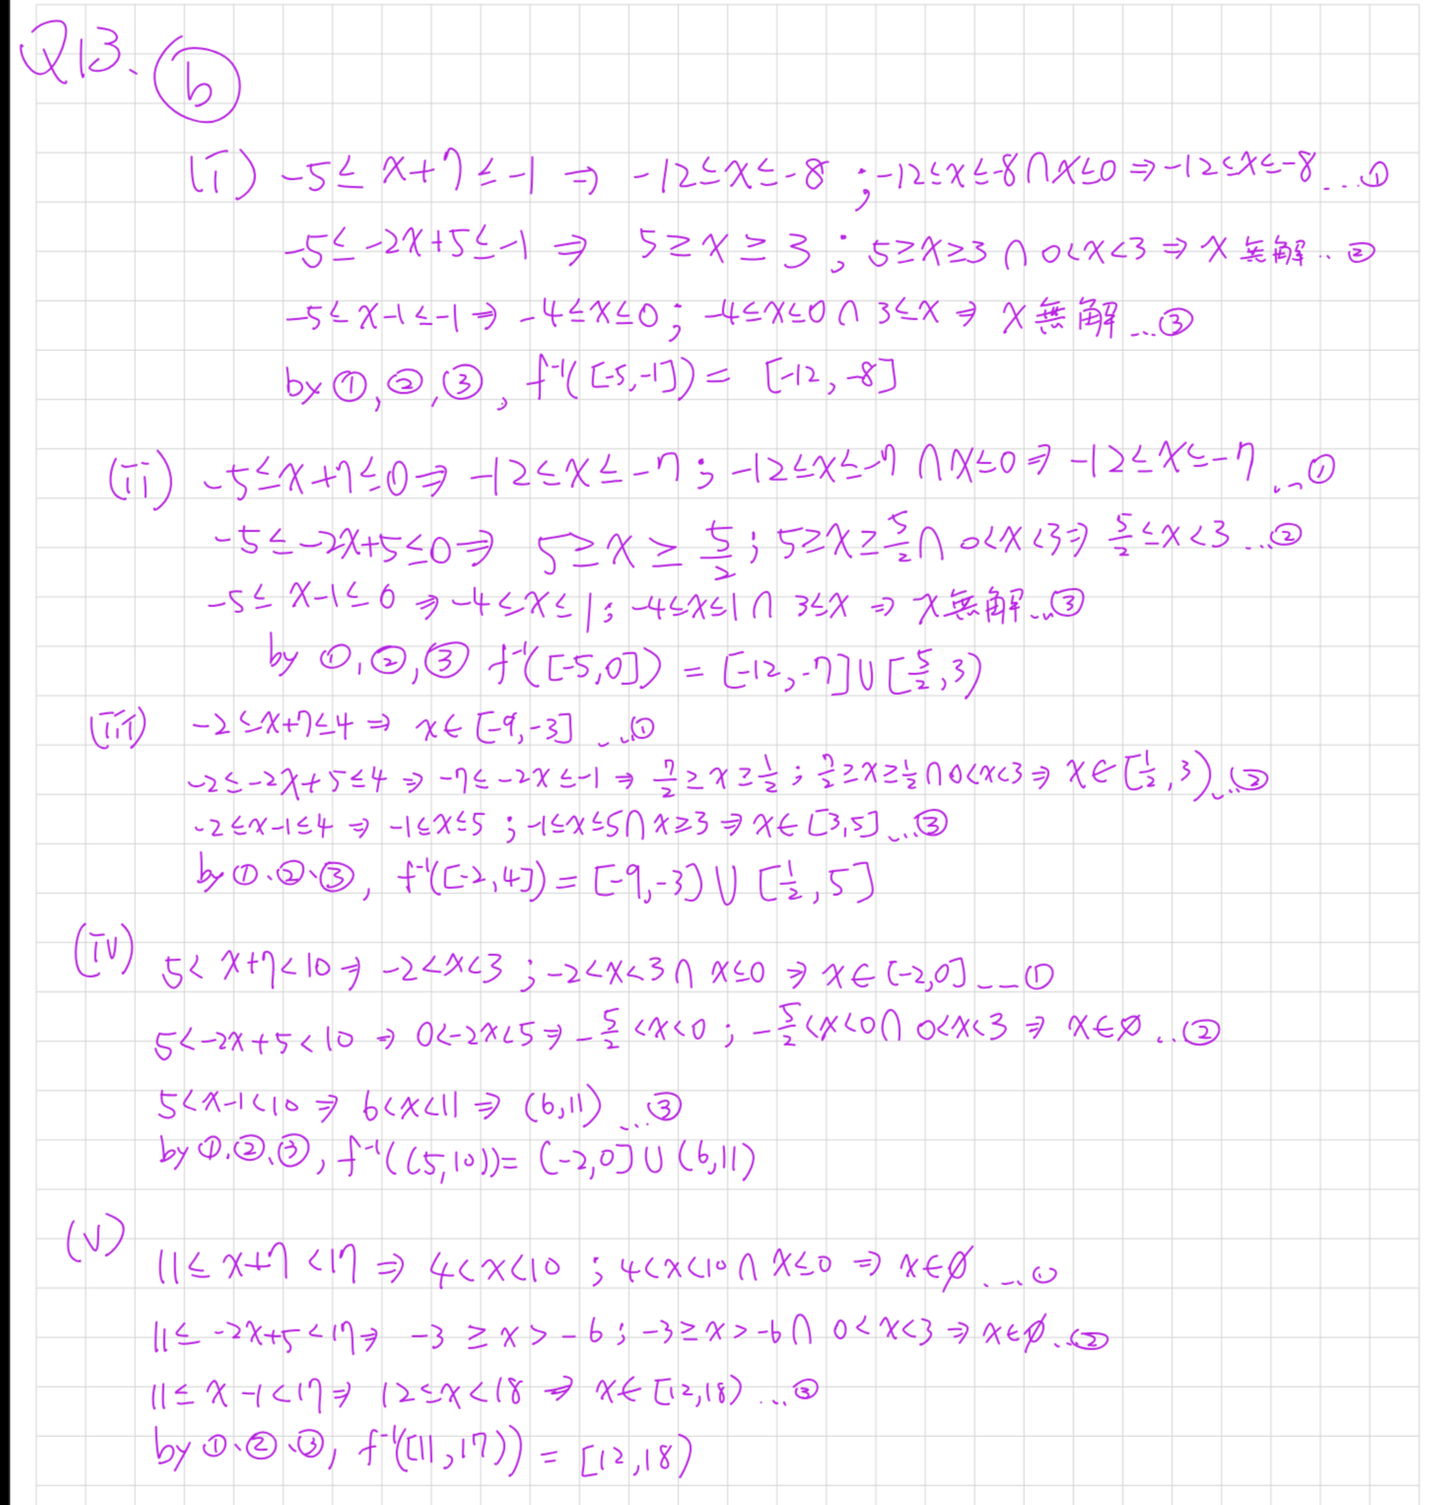 Q13. ⓑ
(i) -5≤ x+7 ≤ -1 ⇒ -12≤x≤-8 ; -12≤x≤-8 ∩ x≤0 ⇒ -12≤x≤-8 ... ①
-5≤ -2x+5 ≤ -1 ⇒ 5≥x≥3 ; 5≥x≥3 ∩ 0<x<3 ⇒ x 無解 .. ②
-5≤ x-1 ≤ -1 ⇒ -4≤x≤0 ; -4≤x≤0 ∩ 3≤x ⇒ x 無解 ... ③
by ①, ②, ③, f⁻¹([-5,-1]) = [-12, -8]
(ii) -5≤x+7≤0 ⇒ -12≤x≤-7 ; -12≤x≤-7 ∩ x≤0 ⇒ -12≤x≤-7 ... ①
-5≤-2x+5≤0 ⇒ 5≥x≥5/2 ; 5≥x≥5/2 ∩ 0<x<3 ⇒ 5/2≤x<3 ... ②
-5≤ x-1≤0 ⇒ -4≤x≤1 ; -4≤x≤1 ∩ 3≤x ⇒ x 無解 ... ③
by ①, ②, ③ f⁻¹([-5,0]) = [-12,-7]∪[5/2,3)
(iii) -2≤x+7≤4 ⇒ x∈[-9,-3] ... ①
-2≤-2x+5≤4 ⇒ -7≤-2x≤-1 ⇒ 7/2≥x≥1/2 ; 7/2≥x≥1/2 ∩ 0<x<3 ⇒ x∈[1/2,3) ... ②
-2≤x-1≤4 ⇒ -1≤x≤5 ; -1≤x≤5 ∩ x≥3 ⇒ x∈[3,5] ... ③
by ①、②、③, f⁻¹([-2,4]) = [-9,-3]∪[1/2,5]
(iv) 5< x+7<10 ⇒ -2<x<3 ; -2<x<3 ∩ x≤0 ⇒ x∈(-2,0] ... ①
5<-2x+5<10 ⇒ 0<-2x<5 ⇒ -5/2<x<0 ; -5/2<x<0 ∩ 0<x<3 ⇒ x∈∅ .. ②
5<x-1<10 ⇒ 6<x<11 ⇒ (6,11) ... ③
by ①、②、③, f⁻¹((5,10)) = (-2,0]∪(6,11)
(v) 11≤ x+7 <17 ⇒ 4<x<10 ; 4<x<10 ∩ x≤0 ⇒ x∈∅ ... ①
11≤ -2x+5<17 ⇒ -3≥x>-6 ; -3≥x>-6 ∩ 0<x<3 ⇒ x∈∅ ... ②
11≤ x-1<17 ⇒ 12≤x<18 ⇒ x∈[12,18) ... ③
by ①、②、③, f⁻¹([11,17)) = [12,18)